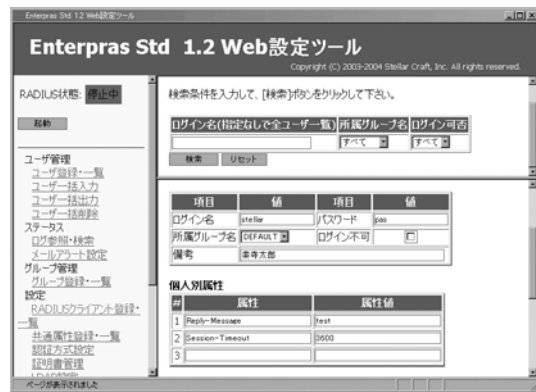 Enterpras Std 1.2 Web設定ツール
Enterpras Std 1.2 Web設定ツール
Copyright (C) 2003-2004 Stellar Craft, Inc. All rights reserved.
RADIUS状態: 停止中
起動
ユーザ管理
ユーザ登録・一覧
ユーザ一括入力
ユーザ一括出力
ユーザ一括削除
ステータス
ログ参照・検索
メールアラート設定
グループ管理
グループ登録・一覧
設定
RADIUSクライアント登録・
一覧
共通属性登録・一覧
認証方式設定
証明書管理
LDAP設定
検索条件を入力して、[検索]ボタンをクリックして下さい。
ログイン名(指定なしで全ユーザ一覧) 所属グループ名 ログイン可否
すべて すべて
検索 リセット
項目 値 項目 値
ログイン名 stellar パスワード pas
所属グループ名 DEFAULT ログイン不可
備考 太郎
個人別属性
# 属性 属性値
1 Reply-Message test
2 Session-Timeout 3600
3
ページが表示されました